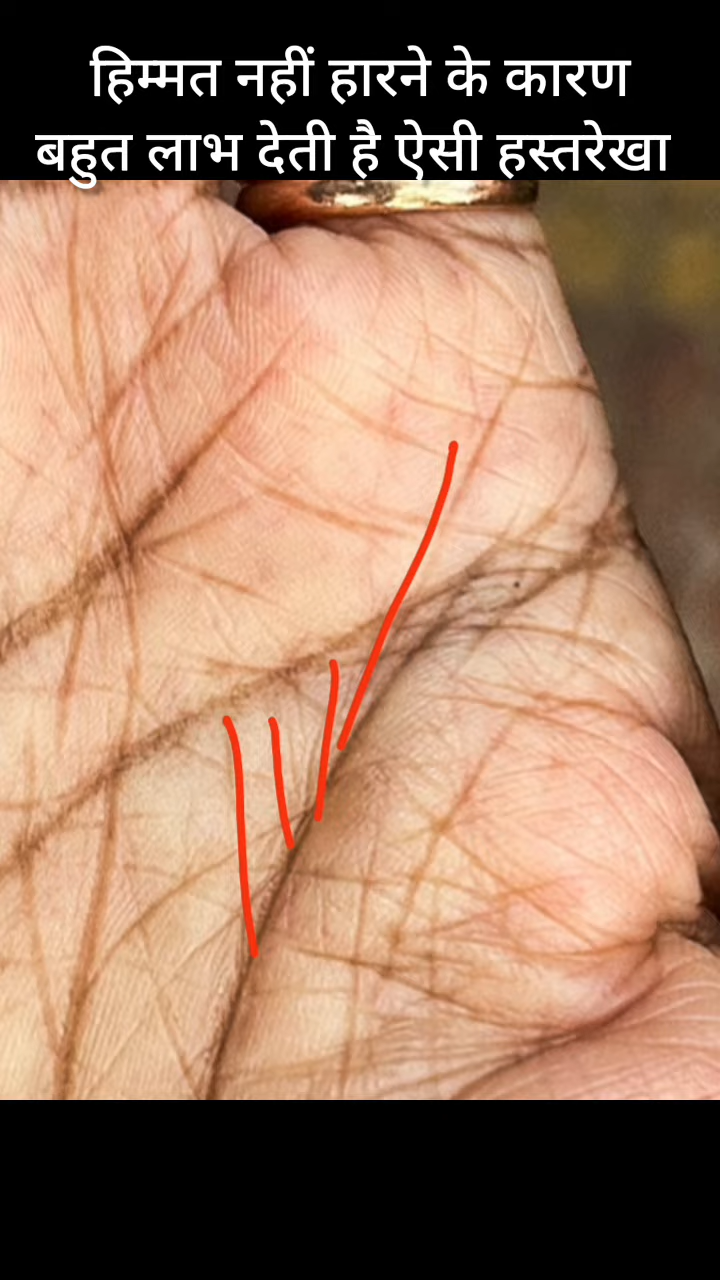 हिम्मत नहीं हारने के कारण
बहुत लाभ देती है ऐसी हस्तरेखा